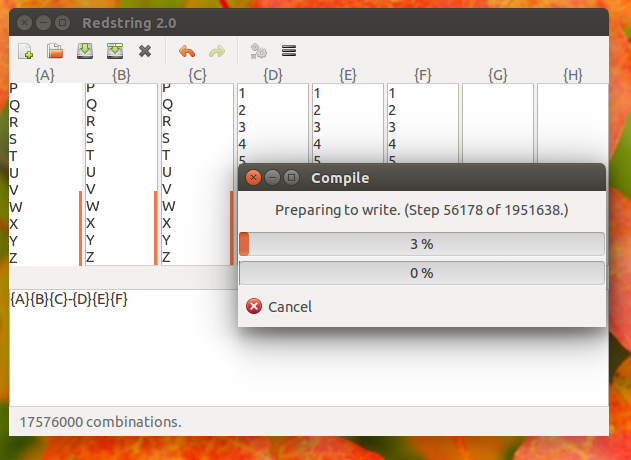 Redstring 2.0
{A} {B} {C} {D} {E} {F} {G} {H}
P P P 1 1 1
Q Q Q 2 2 2
R R R 3 3 3
S S S 4 4 4
T T T 5 5 5
U U U
V V V
W W W
X X X
Y Y Y
Z Z Z
Compile
Preparing to write. (Step 56178 of 1951638.)
3 %
0 %
Cancel
{A}{B}{C}-{D}{E}{F}
17576000 combinations.